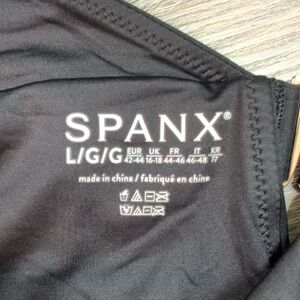 SPANX®
L/G/G EUR UK FR IT KR
42-44 16-18 44-46 46-48 77
made in china / fabriqué en chine